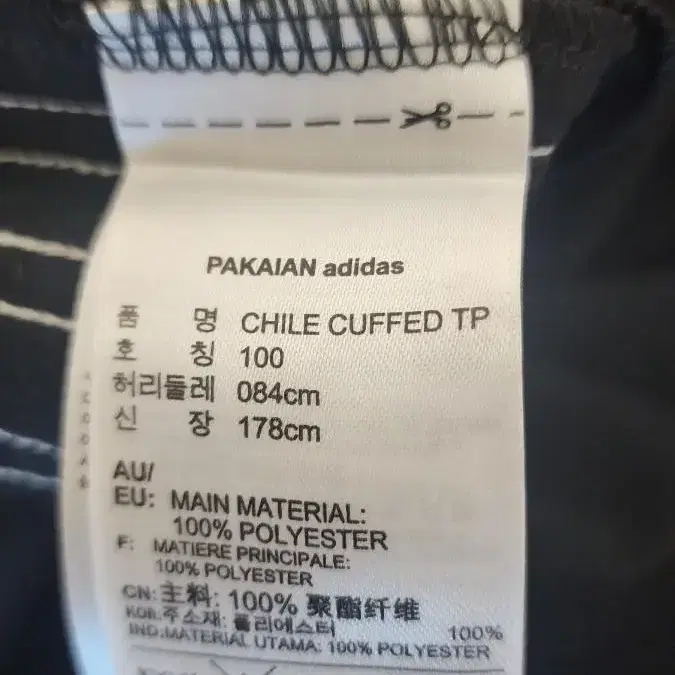 PAKAIAN adidas
품 명 CHILE CUFFED TP
호 칭 100
허리둘레 084cm
신 장 178cm
AU/
EU: MAIN MATERIAL:
100% POLYESTER
F: MATIERE PRINCIPALE:
100% POLYESTER
CN: 主料: 100% 聚酯纤维
KOR: 주소재: 폴리에스터 100%
IND: MATERIAL UTAMA: 100% POLYESTER